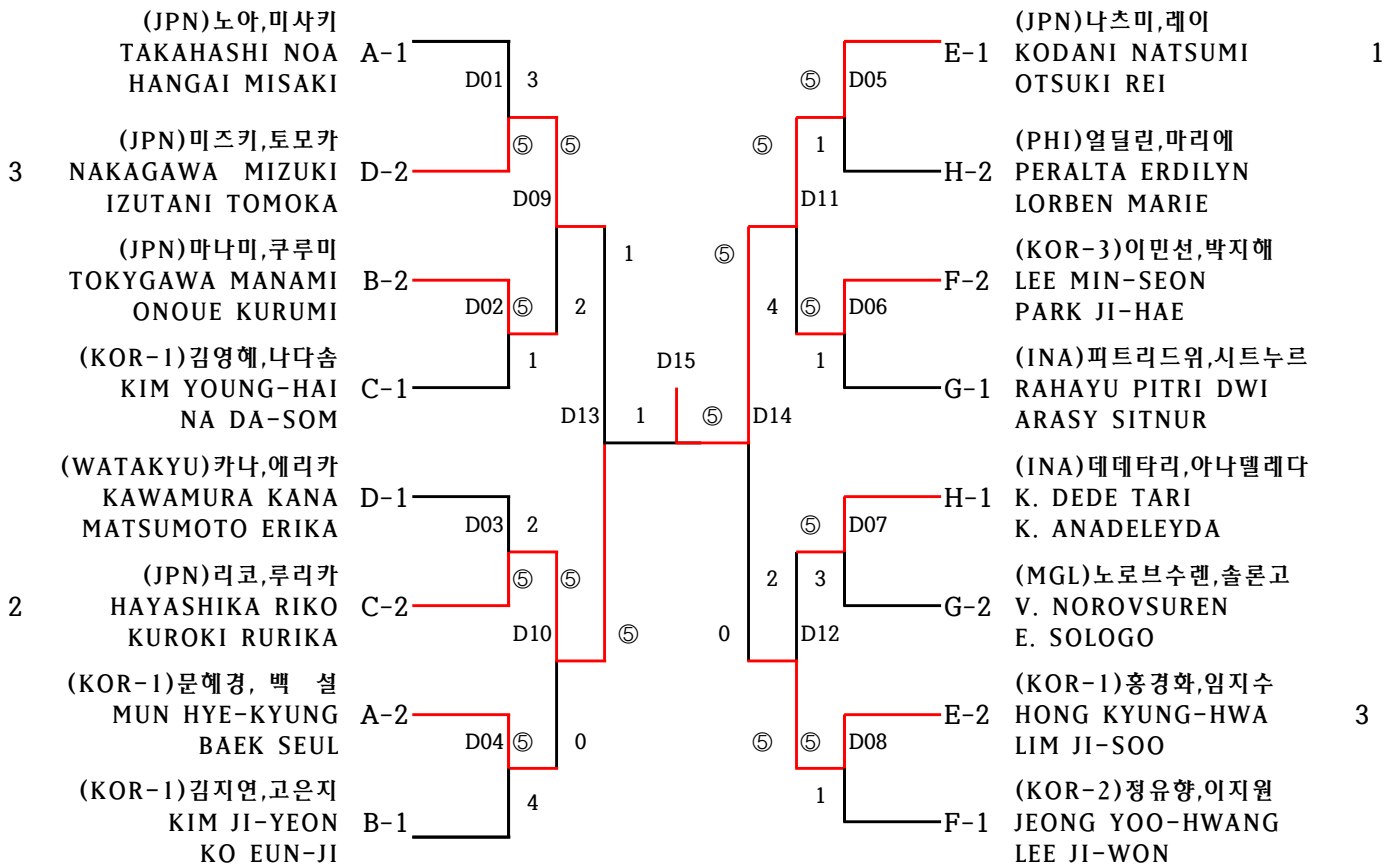 (JPN)노아,미사키
TAKAHASHI NOA A-1
HANGAI MISAKI
D01 3
(JPN)미즈키,토모카
⑤ ⑤
3 NAKAGAWA MIZUKI D-2
IZUTANI TOMOKA
D09
(JPN)마나미,쿠루미
1
TOKYGAWA MANAMI B-2
ONOUE KURUMI
D02 ⑤ 2
(KOR-1)김영혜,나다솜
1
KIM YOUNG-HAI C-1
NA DA-SOM
D13 1
D15
(WATAKYU)카나,에리카
KAWAMURA KANA D-1
MATSUMOTO ERIKA
D03 2
(JPN)리코,루리카
⑤ ⑤
2 HAYASHIKA RIKO C-2
KUROKI RURIKA
D10 ⑤
(KOR-1)문혜경, 백 설
MUN HYE-KYUNG A-2
BAEK SEUL
D04 ⑤ 0
(KOR-1)김지연,고은지
4
KIM JI-YEON B-1
KO EUN-JI
(JPN)나츠미,레이
E-1 KODANI NATSUMI 1
OTSUKI REI
⑤ D05
(PHI)얼딜린,마리에
⑤ 1
H-2 PERALTA ERDILYN
LORBEN MARIE
D11
(KOR-3)이민선,박지해
⑤
F-2 LEE MIN-SEON
PARK JI-HAE
4 ⑤ D06
(INA)피트리드위,시트누르
1
G-1 RAHAYU PITRI DWI
ARASY SITNUR
⑤ D14
(INA)데데타리,아나델레다
H-1 K. DEDE TARI
K. ANADELEYDA
⑤ D07
(MGL)노로브수렌,솔론고
2 3
G-2 V. NOROVSUREN
E. SOLOGO
0 D12
(KOR-1)홍경화,임지수
E-2 HONG KYUNG-HWA 3
LIM JI-SOO
⑤ ⑤ D08
(KOR-2)정유향,이지원
1
F-1 JEONG YOO-HWANG
LEE JI-WON